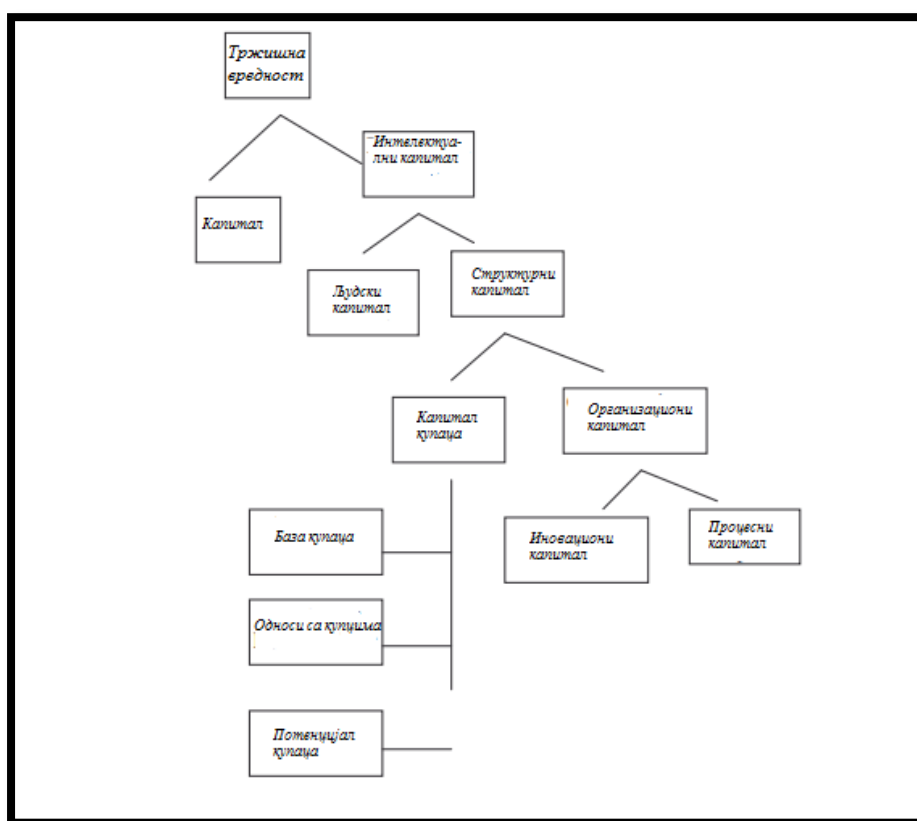 Тржишна
вредност
Интелектуа-
лни капитал
Капитал
Људски
капитал
Структурни
капитал
Капитал
купаца
Организациони
капитал
База купаца
Иновациони
капитал
Процесни
капитал
Односи са купцима
Потенцијал
купаца